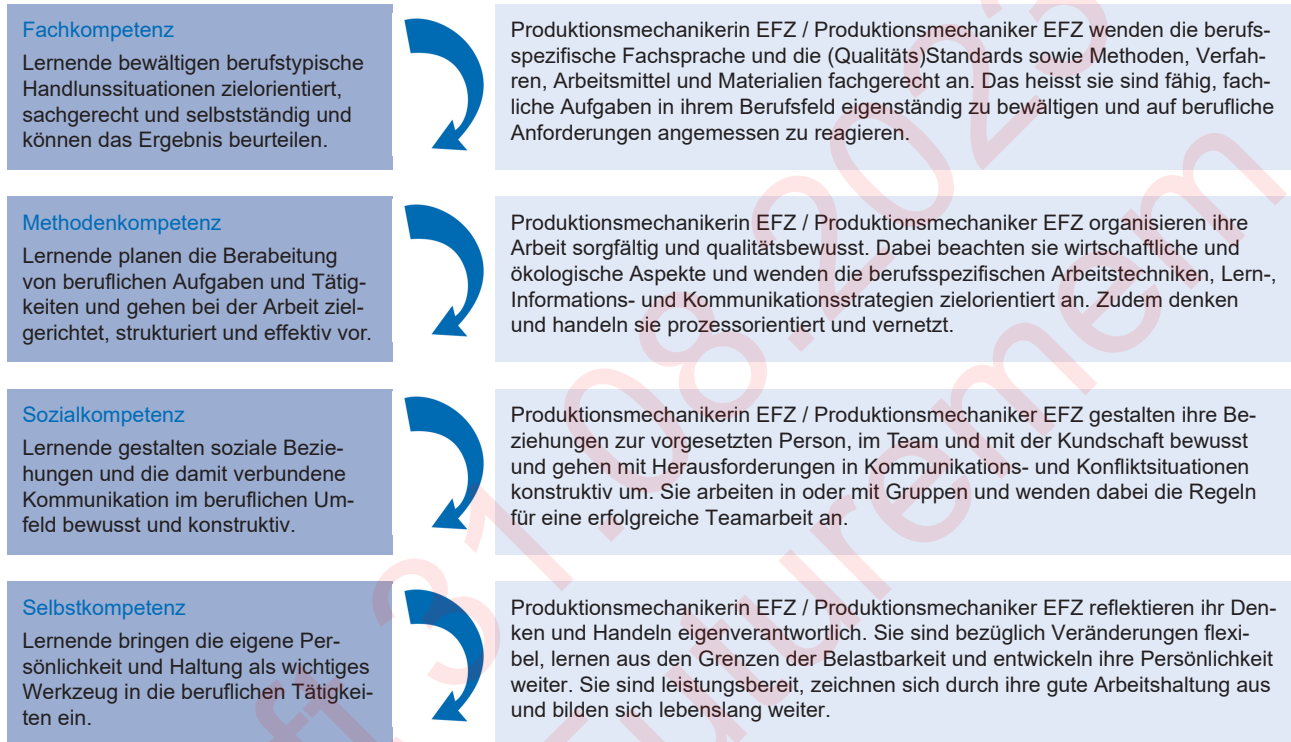 Fachkompetenz
Lernende bewältigen berufstypische
Handlunssituationen zielorientiert,
sachgerecht und selbstständig und
können das Ergebnis beurteilen.
Produktionsmechanikerin EFZ / Produktionsmechaniker EFZ wenden die berufs-
spezifische Fachsprache und die (Qualitäts)Standards sowie Methoden, Verfah-
ren, Arbeitsmittel und Materialien fachgerecht an. Das heisst sie sind fähig, fach-
liche Aufgaben in ihrem Berufsfeld eigenständig zu bewältigen und auf berufliche
Anforderungen angemessen zu reagieren.
Methodenkompetenz
Lernende planen die Berabeitung
von beruflichen Aufgaben und Tätig-
keiten und gehen bei der Arbeit ziel-
gerichtet, strukturiert und effektiv vor.
Produktionsmechanikerin EFZ / Produktionsmechaniker EFZ organisieren ihre
Arbeit sorgfältig und qualitätsbewusst. Dabei beachten sie wirtschaftliche und
ökologische Aspekte und wenden die berufsspezifischen Arbeitstechniken, Lern-,
Informations- und Kommunikationsstrategien zielorientiert an. Zudem denken
und handeln sie prozessorientiert und vernetzt.
Sozialkompetenz
Lernende gestalten soziale Bezie-
hungen und die damit verbundene
Kommunikation im beruflichen Um-
feld bewusst und konstruktiv.
Produktionsmechanikerin EFZ / Produktionsmechaniker EFZ gestalten ihre Be-
ziehungen zur vorgesetzten Person, im Team und mit der Kundschaft bewusst
und gehen mit Herausforderungen in Kommunikations- und Konfliktsituationen
konstruktiv um. Sie arbeiten in oder mit Gruppen und wenden dabei die Regeln
für eine erfolgreiche Teamarbeit an.
Selbstkompetenz
Lernende bringen die eigene Per-
sönlichkeit und Haltung als wichtiges
Werkzeug in die beruflichen Tätigkei-
ten ein.
Produktionsmechanikerin EFZ / Produktionsmechaniker EFZ reflektieren ihr Den-
ken und Handeln eigenverantwortlich. Sie sind bezüglich Veränderungen flexi-
bel, lernen aus den Grenzen der Belastbarkeit und entwickeln ihre Persönlichkeit
weiter. Sie sind leistungsbereit, zeichnen sich durch ihre gute Arbeitshaltung aus
und bilden sich lebenslang weiter.
31.08.2023